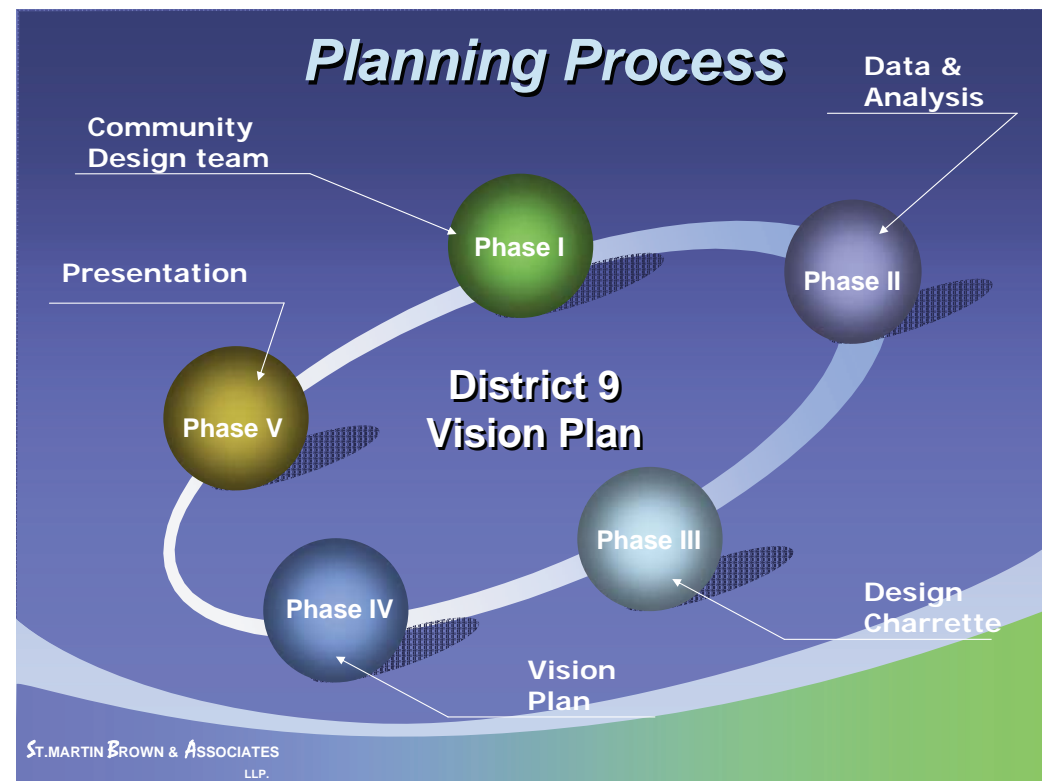 Planning Process
Data &
Analysis
Community
Design team
Phase I
Phase II
Presentation
District 9
Vision Plan
Phase V
Phase III
Design
Charrette
Phase IV
Vision
Plan
ST.MARTIN BROWN & ASSOCIATES
LLP.